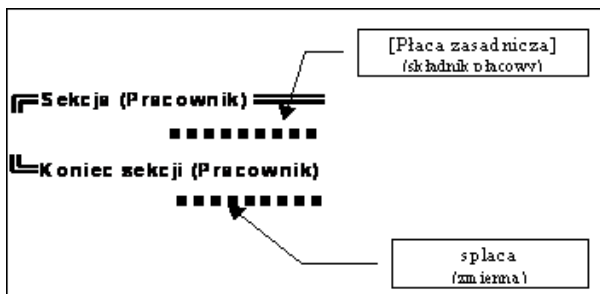 [Płaca zasadnicza]
(składnik płacowy)
Sekcja (Pracownik)
Koniec sekcji (Pracownik)
splaca
(zmienna)